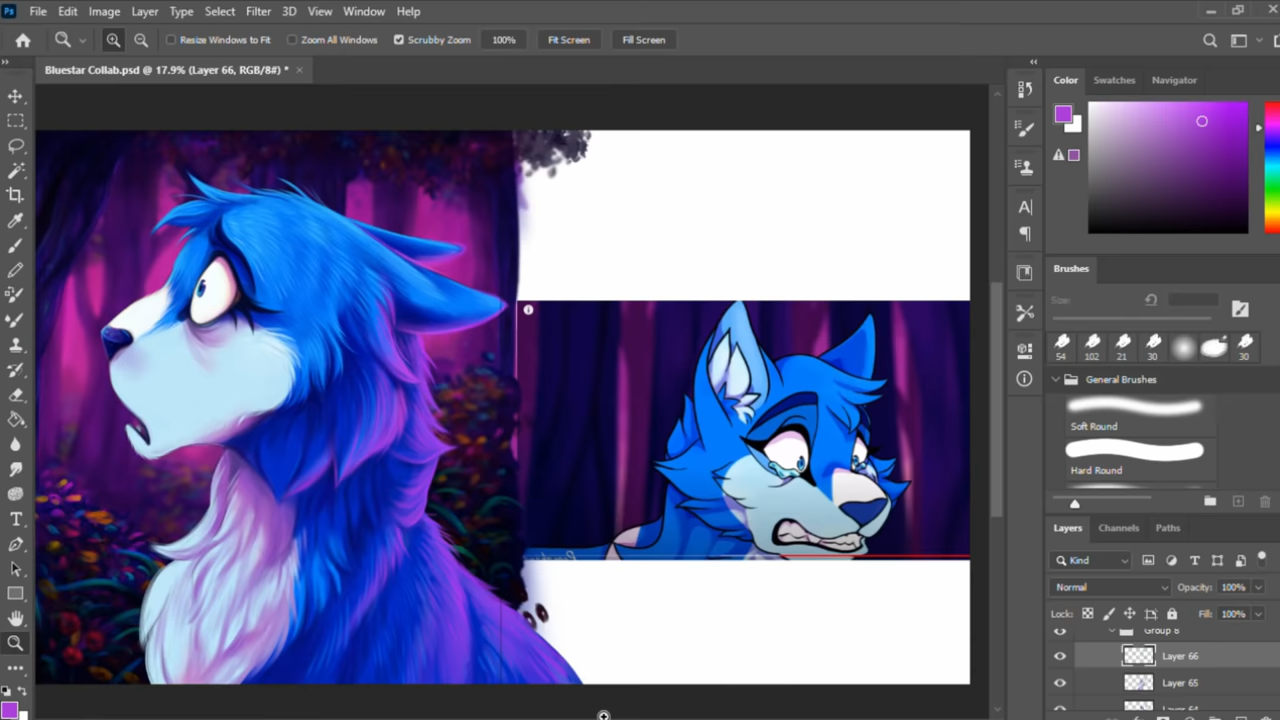 Ps File Edit Image Layer Type Select Filter 3D View Window Help
Resize Windows to Fit Zoom All Windows Scrubby Zoom 100% Fit Screen Fill Screen
Bluestar Collab.psd @ 17.9% (Layer 66, RGB/8#) * ×
Color Swatches Navigator
Brushes
Size:
54 102 21 30 30
General Brushes
Soft Round
Hard Round
Layers Channels Paths
Kind
Normal Opacity: 100%
Lock: Fill: 100%
Group 8
Layer 66
Layer 65
Layer 64